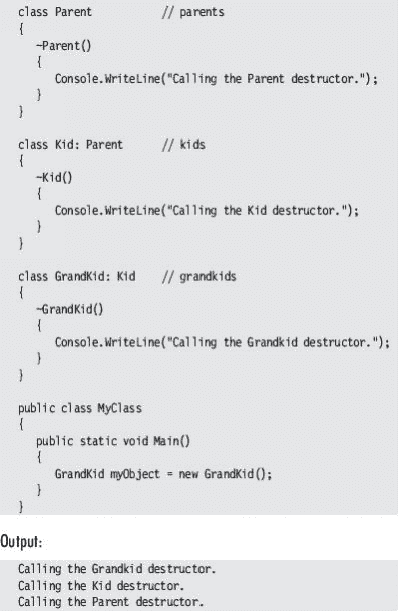 class Parent // parents
{
~Parent()
{
Console.WriteLine("Calling the Parent destructor.");
}
}
class Kid: Parent // kids
{
~Kid()
{
Console.WriteLine("Calling the Kid destructor.");
}
}
class GrandKid: Kid // grandkids
{
~GrandKid()
{
Console.WriteLine("Calling the Grandkid destructor.");
}
}
public class MyClass
{
public static void Main()
{
GrandKid myObject = new GrandKid();
}
}
Output:
Calling the Grandkid destructor.
Calling the Kid destructor.
Calling the Parent destructor.